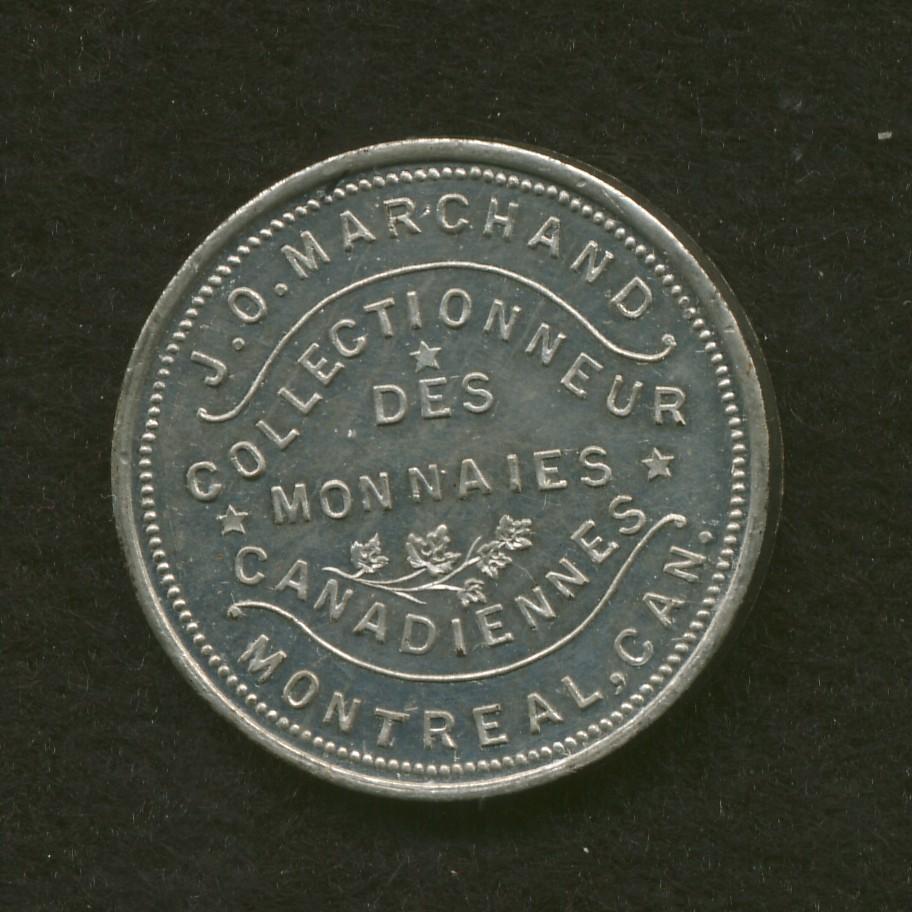 J.O. MARCHAND.
COLLECTIONNEUR
DES
MONNAIES
CANADIENNES
MONTREAL, CAN.